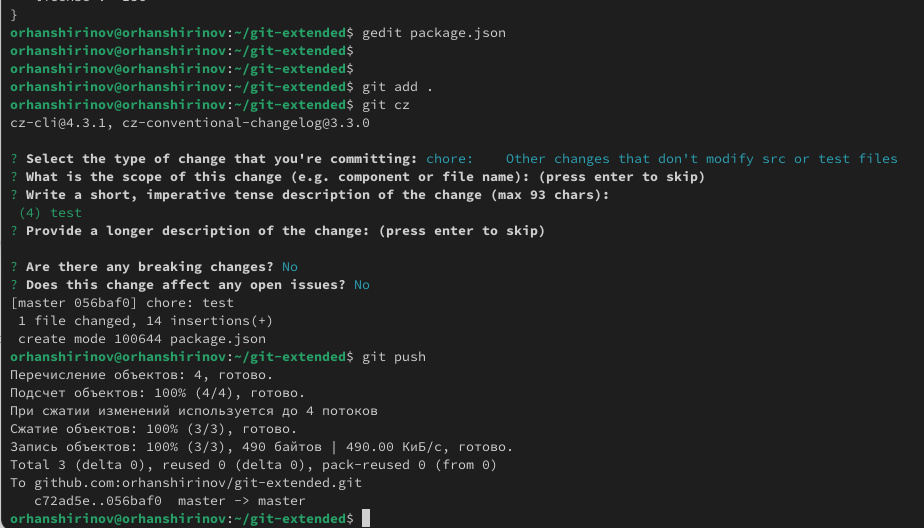 }
orhanshirinov@orhanshirinov:~/git-extended$ gedit package.json
orhanshirinov@orhanshirinov:~/git-extended$
orhanshirinov@orhanshirinov:~/git-extended$
orhanshirinov@orhanshirinov:~/git-extended$ git add .
orhanshirinov@orhanshirinov:~/git-extended$ git cz
cz-cli@4.3.1, cz-conventional-changelog@3.3.0
? Select the type of change that you're committing: chore:    Other changes that don't modify src or test files
? What is the scope of this change (e.g. component or file name): (press enter to skip)
? Write a short, imperative tense description of the change (max 93 chars):
 (4) test
? Provide a longer description of the change: (press enter to skip)
? Are there any breaking changes? No
? Does this change affect any open issues? No
[master 056baf0] chore: test
 1 file changed, 14 insertions(+)
 create mode 100644 package.json
orhanshirinov@orhanshirinov:~/git-extended$ git push
Перечисление объектов: 4, готово.
Подсчет объектов: 100% (4/4), готово.
При сжатии изменений используется до 4 потоков
Сжатие объектов: 100% (3/3), готово.
Запись объектов: 100% (3/3), 490 байтов | 490.00 КиБ/с, готово.
Total 3 (delta 0), reused 0 (delta 0), pack-reused 0 (from 0)
To github.com:orhanshirinov/git-extended.git
   c72ad5e..056baf0  master -> master
orhanshirinov@orhanshirinov:~/git-extended$